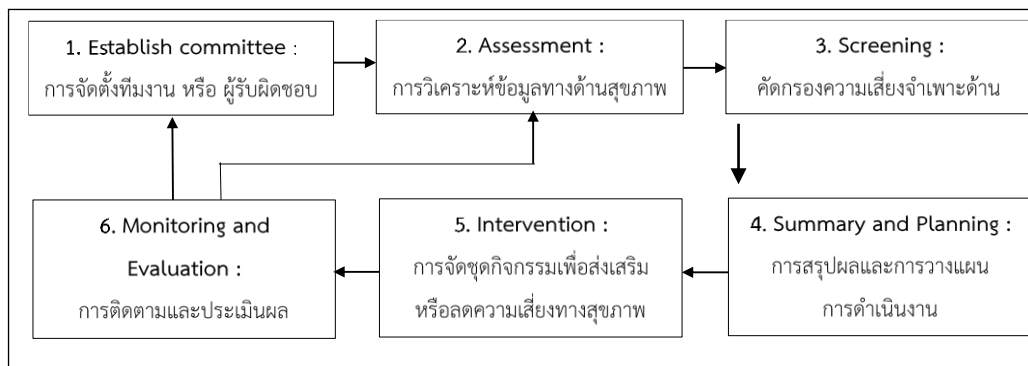 1. Establish committee :
การจัดตั้งทีมงาน หรือ ผู้รับผิดชอบ
2. Assessment :
การวิเคราะห์ข้อมูลทางด้านสุขภาพ
3. Screening :
คัดกรองความเสี่ยงจำเพาะด้าน
4. Summary and Planning :
การสรุปผลและการวางแผน
การดำเนินงาน
5. Intervention :
การจัดชุดกิจกรรมเพื่อส่งเสริม
หรือลดความเสี่ยงทางสุขภาพ
6. Monitoring and
Evaluation :
การติดตามและประเมินผล